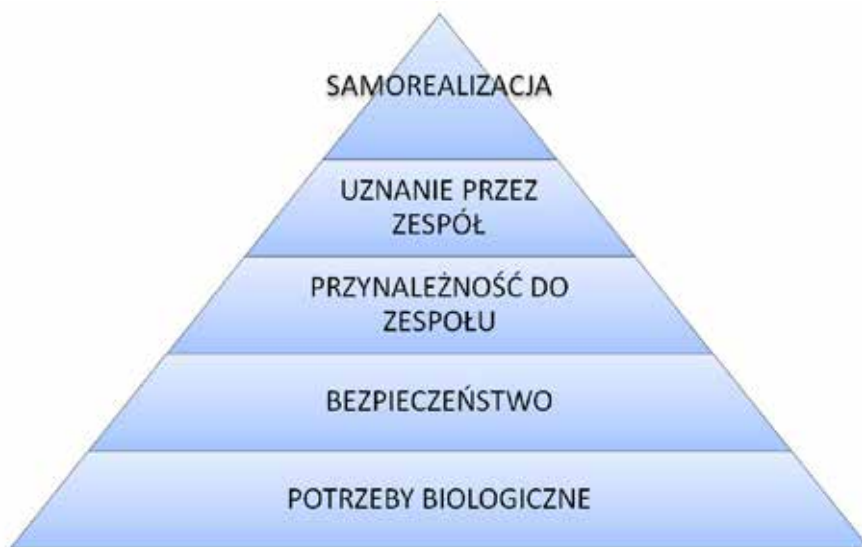 SAMOREALIZACJA
UZNANIE PRZEZ
ZESPÓŁ
PRZYNALEŻNOŚĆ DO
ZESPOŁU
BEZPIECZEŃSTWO
POTRZEBY BIOLOGICZNE